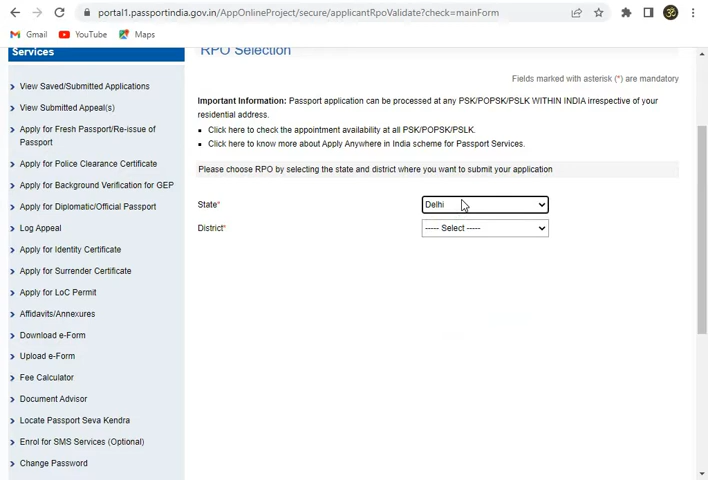 portal1.passportindia.gov.in/AppOnlineProject/secure/applicantRpoValidate?check=mainForm
Gmail
YouTube
Maps
Services
View Saved/Submitted Applications
View Submitted Appeal(s)
Apply for Fresh Passport/Re-issue of
Passport
Apply for Police Clearance Certificate
Apply for Background Verification for GEP
Apply for Diplomatic/Official Passport
Log Appeal
Apply for Identity Certificate
Apply for Surrender Certificate
Apply for LoC Permit
Affidavits/Annexures
Download e-Form
Upload e-Form
Fee Calculator
Document Advisor
Locate Passport Seva Kendra
Enrol for SMS Services (Optional)
Change Password
RPO Selection
Fields marked with asterisk (*) are mandatory
Important Information: Passport application can be processed at any PSK/POPSK/PSLK WITHIN INDIA irrespective of your
residential address.
Click here to check the appointment availability at all PSK/POPSK/PSLK.
Click here to know more about Apply Anywhere in India scheme for Passport Services.
Please choose RPO by selecting the state and district where you want to submit your application
State* Delhi
District* ----- Select -----